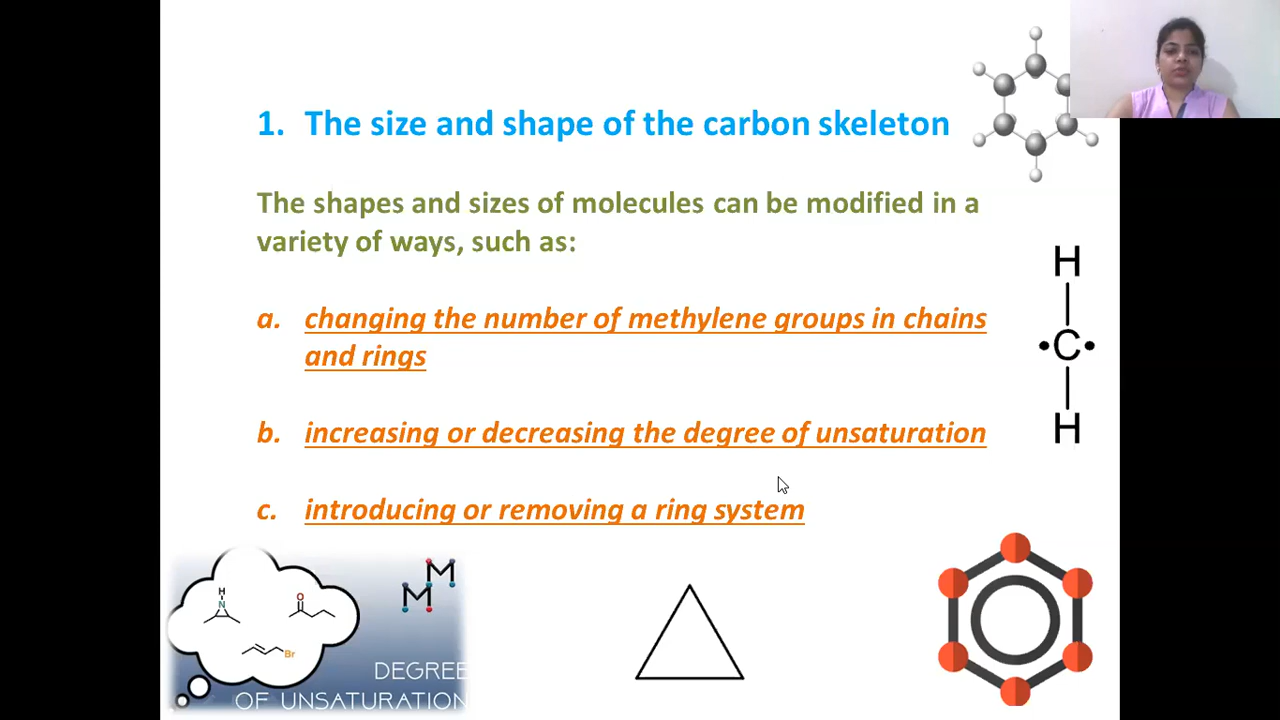 1. The size and shape of the carbon skeleton
The shapes and sizes of molecules can be modified in a
variety of ways, such as:
a. changing the number of methylene groups in chains
and rings
b. increasing or decreasing the degree of unsaturation
c. introducing or removing a ring system
H
•C•
H
H
N
O
Br
M
M
DEGREE
OF UNSATURATION